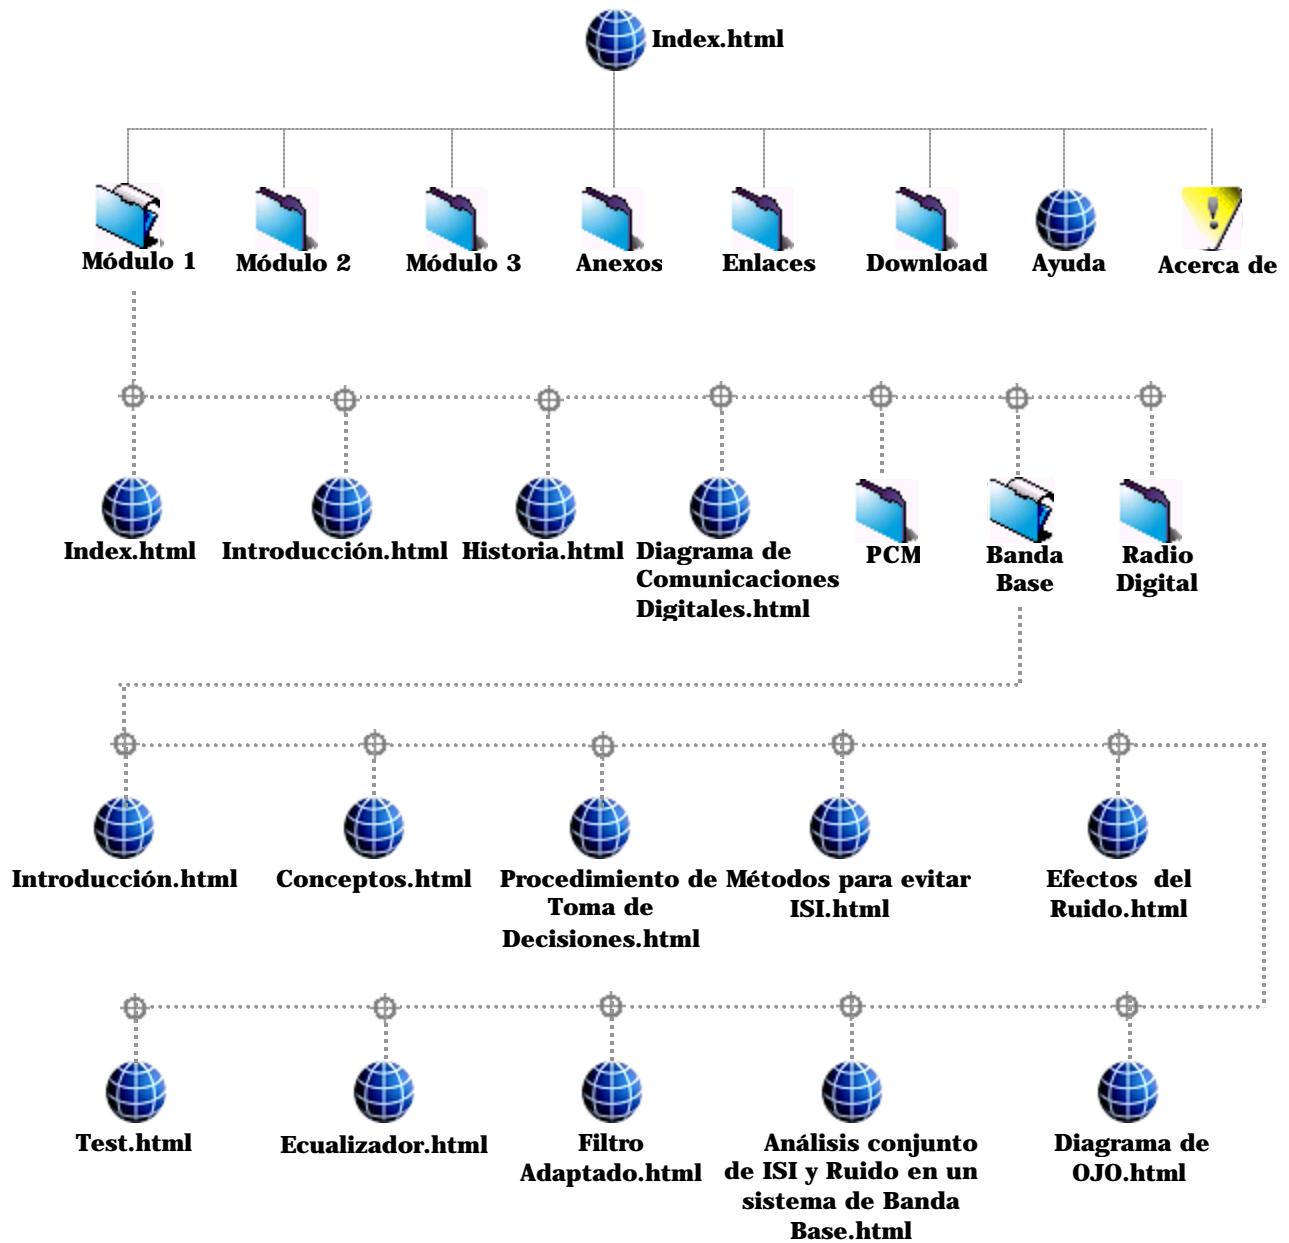 Index.html
Módulo 1
Módulo 2
Módulo 3
Anexos
Enlaces
Download
Ayuda
Acerca de
Index.html
Introducción.html
Historia.html
Diagrama de
Comunicaciones
Digitales.html
PCM
Banda
Base
Radio
Digital
Introducción.html
Conceptos.html
Procedimiento de
Toma de
Decisiones.html
Métodos para evitar
ISI.html
Efectos del
Ruido.html
Test.html
Ecualizador.html
Filtro
Adaptado.html
Análisis conjunto
de ISI y Ruido en un
sistema de Banda
Base.html
Diagrama de
OJO.html